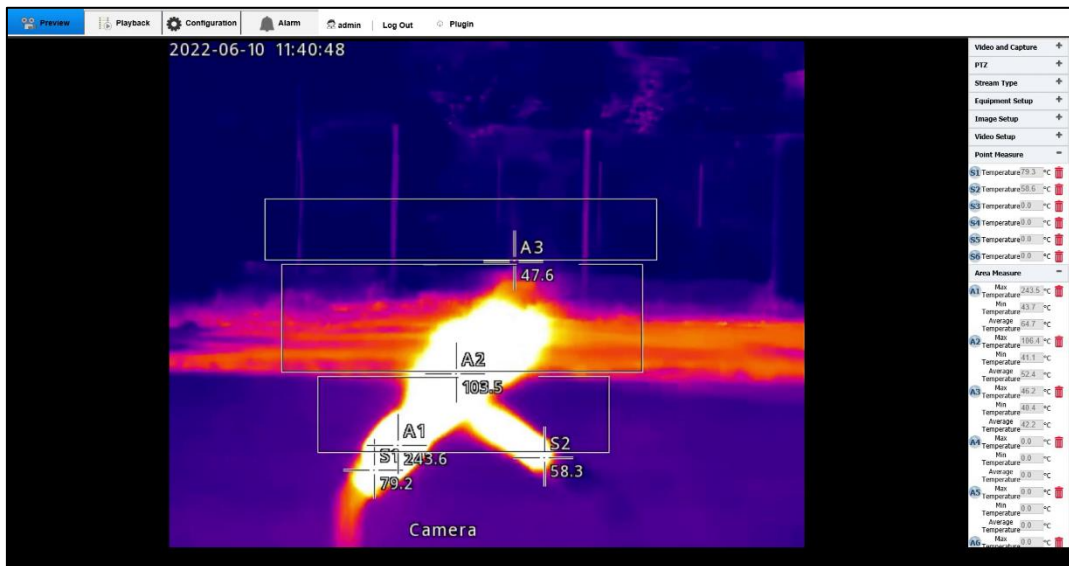 Preview Playback Configuration Alarm admin | Log Out Plugin
2022-06-10 11:40:48
A3
47.6
A2
103.5
A1
243.6
S1
79.2
S2
58.3
Camera
Video and Capture +
PTZ +
Stream Type +
Equipment Setup +
Image Setup +
Video Setup +
Point Measure -
S1 Temperature 79.3 °C
S2 Temperature 58.6 °C
S3 Temperature 0.0 °C
S4 Temperature 0.0 °C
S5 Temperature 0.0 °C
S6 Temperature 0.0 °C
Area Measure -
A1 Max Temperature 243.5 °C
Min Temperature 43.7 °C
Average Temperature 64.7 °C
A2 Max Temperature 106.4 °C
Min Temperature 41.1 °C
Average Temperature 52.4 °C
A3 Max Temperature 46.2 °C
Min Temperature 40.4 °C
Average Temperature 42.2 °C
A4 Max Temperature 0.0 °C
Min Temperature 0.0 °C
Average Temperature 0.0 °C
A5 Max Temperature 0.0 °C
Min Temperature 0.0 °C
Average Temperature 0.0 °C
A6 Max Temperature 0.0 °C